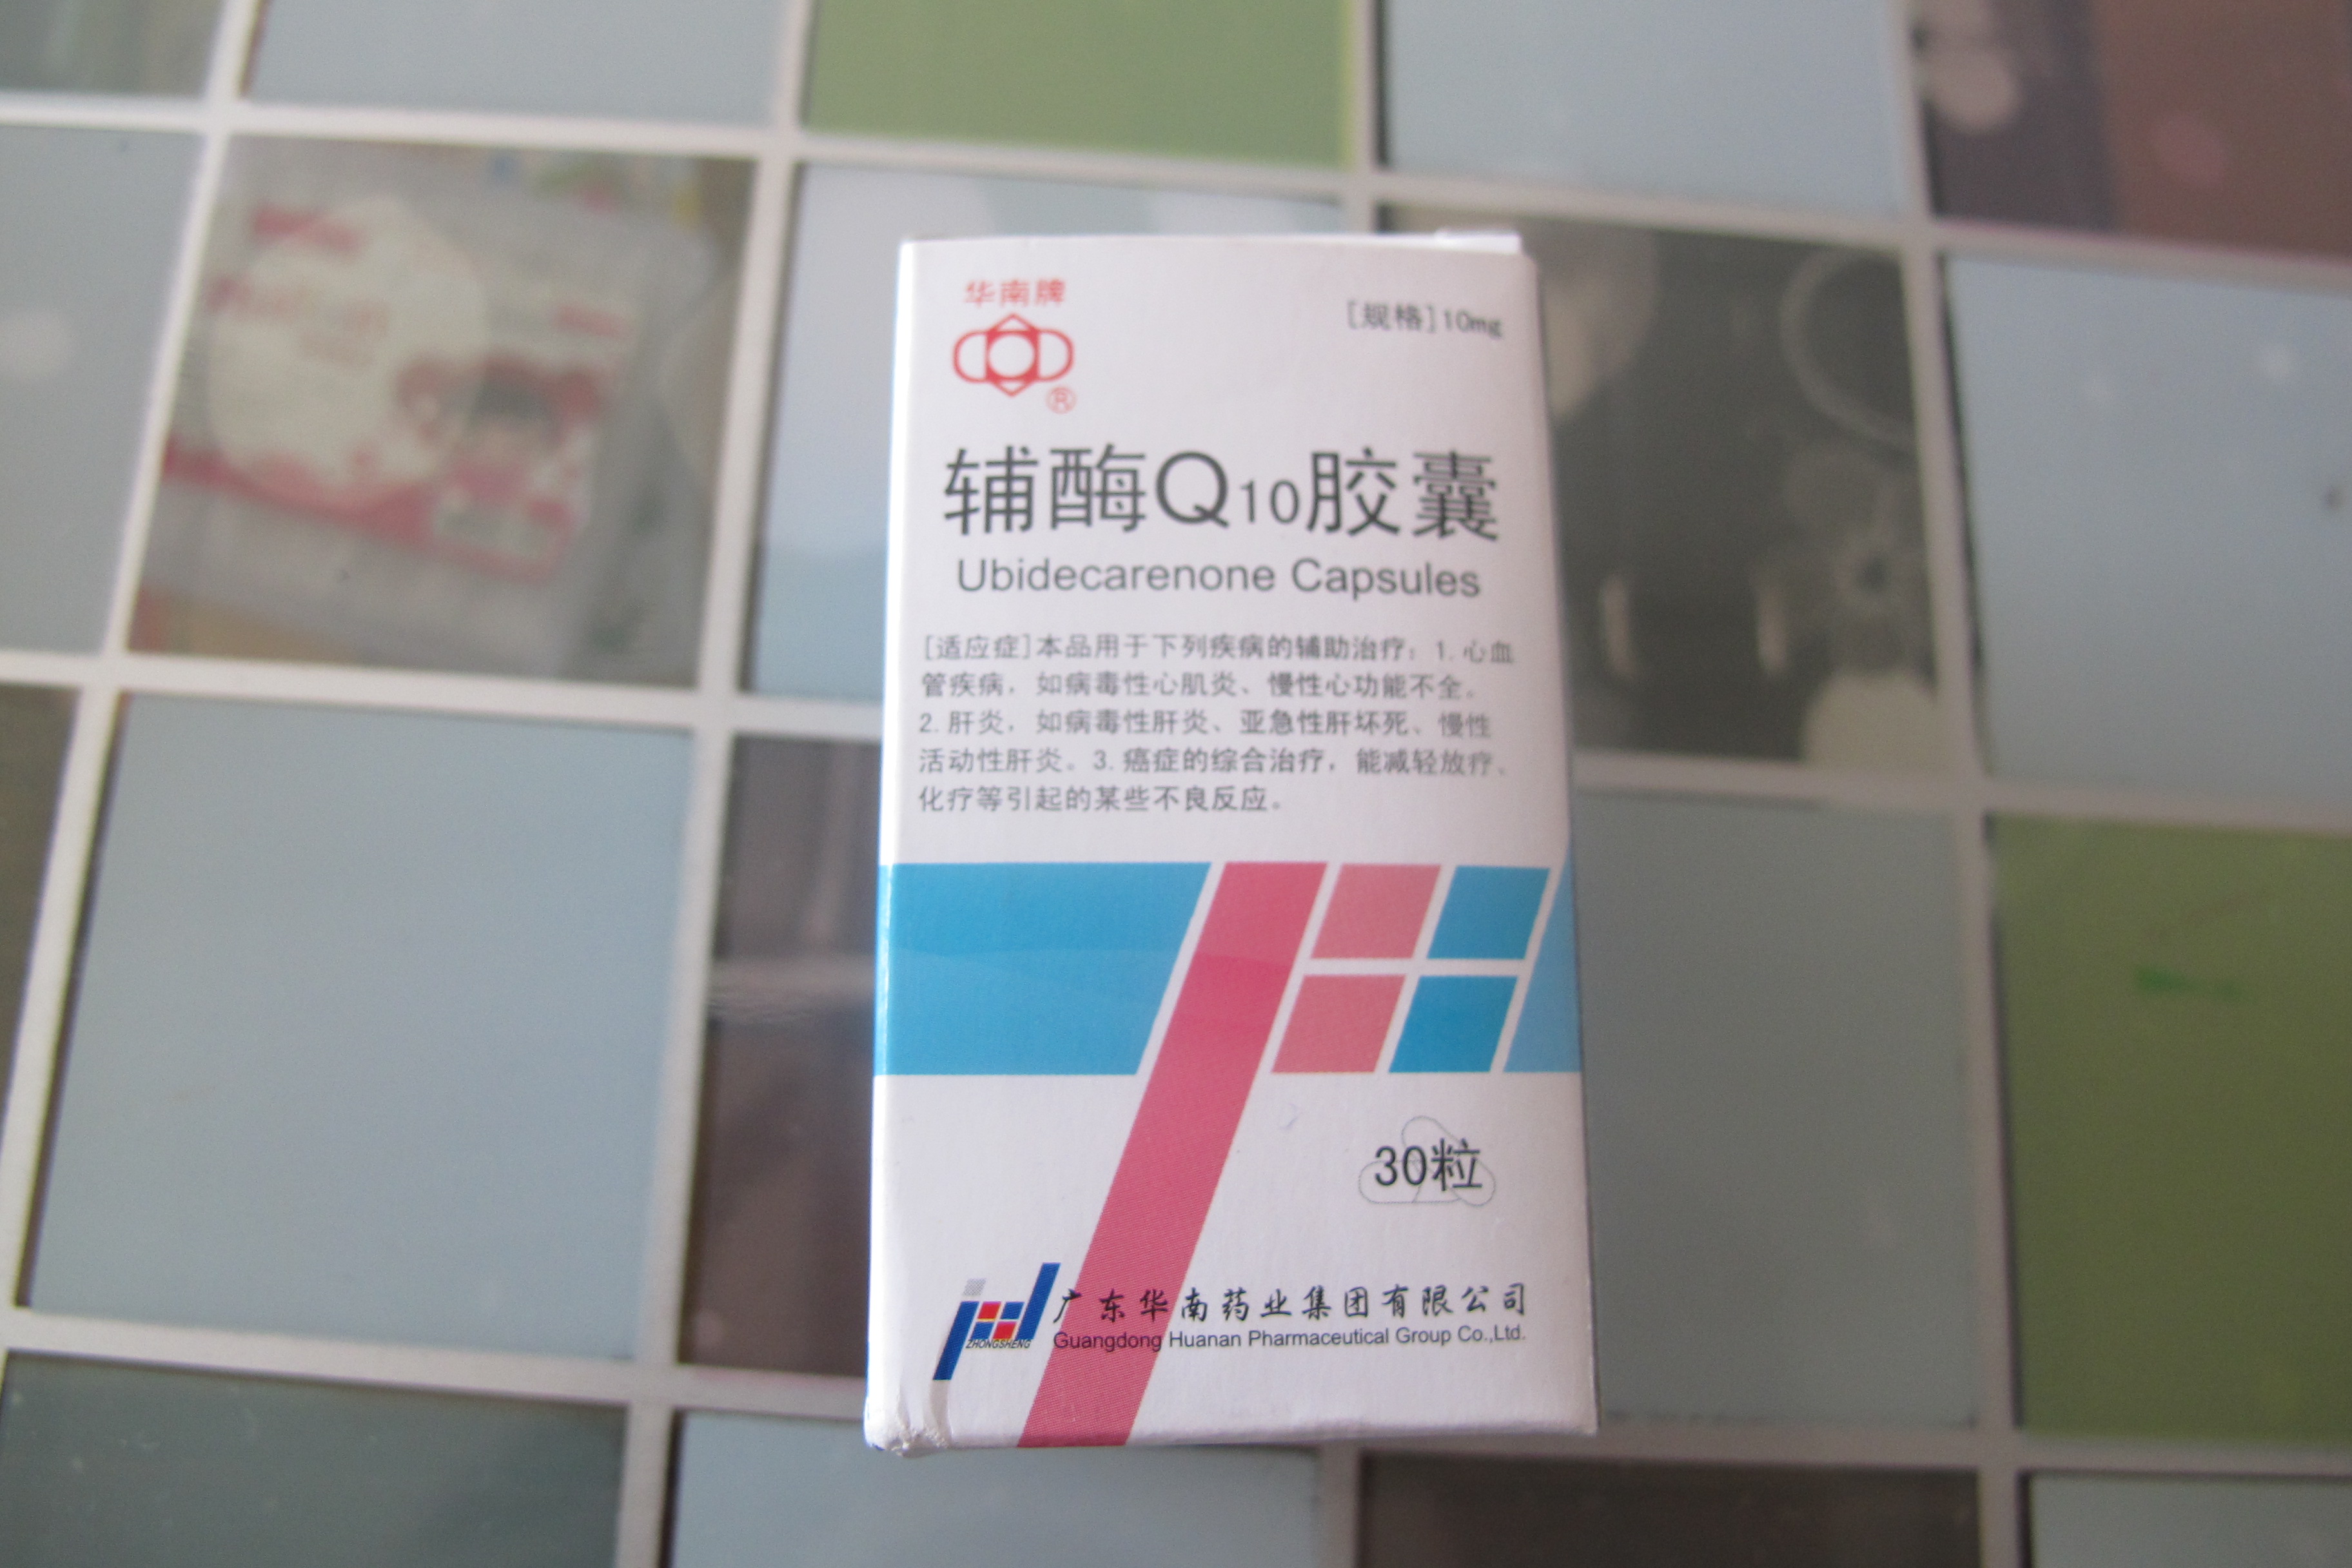 华南牌
®
[规格]10mg
辅酶Q10胶囊
Ubidecarenone Capsules
[适应症]本品用于下列疾病的辅助治疗：1.心血
管疾病，如病毒性心肌炎、慢性心功能不全。
2.肝炎，如病毒性肝炎、亚急性肝坏死、慢性
活动性肝炎。3.癌症的综合治疗，能减轻放疗、
化疗等引起的某些不良反应。
30粒
ZHONGSHENG
广东华南药业集团有限公司
Guangdong Huanan Pharmaceutical Group Co.,Ltd.